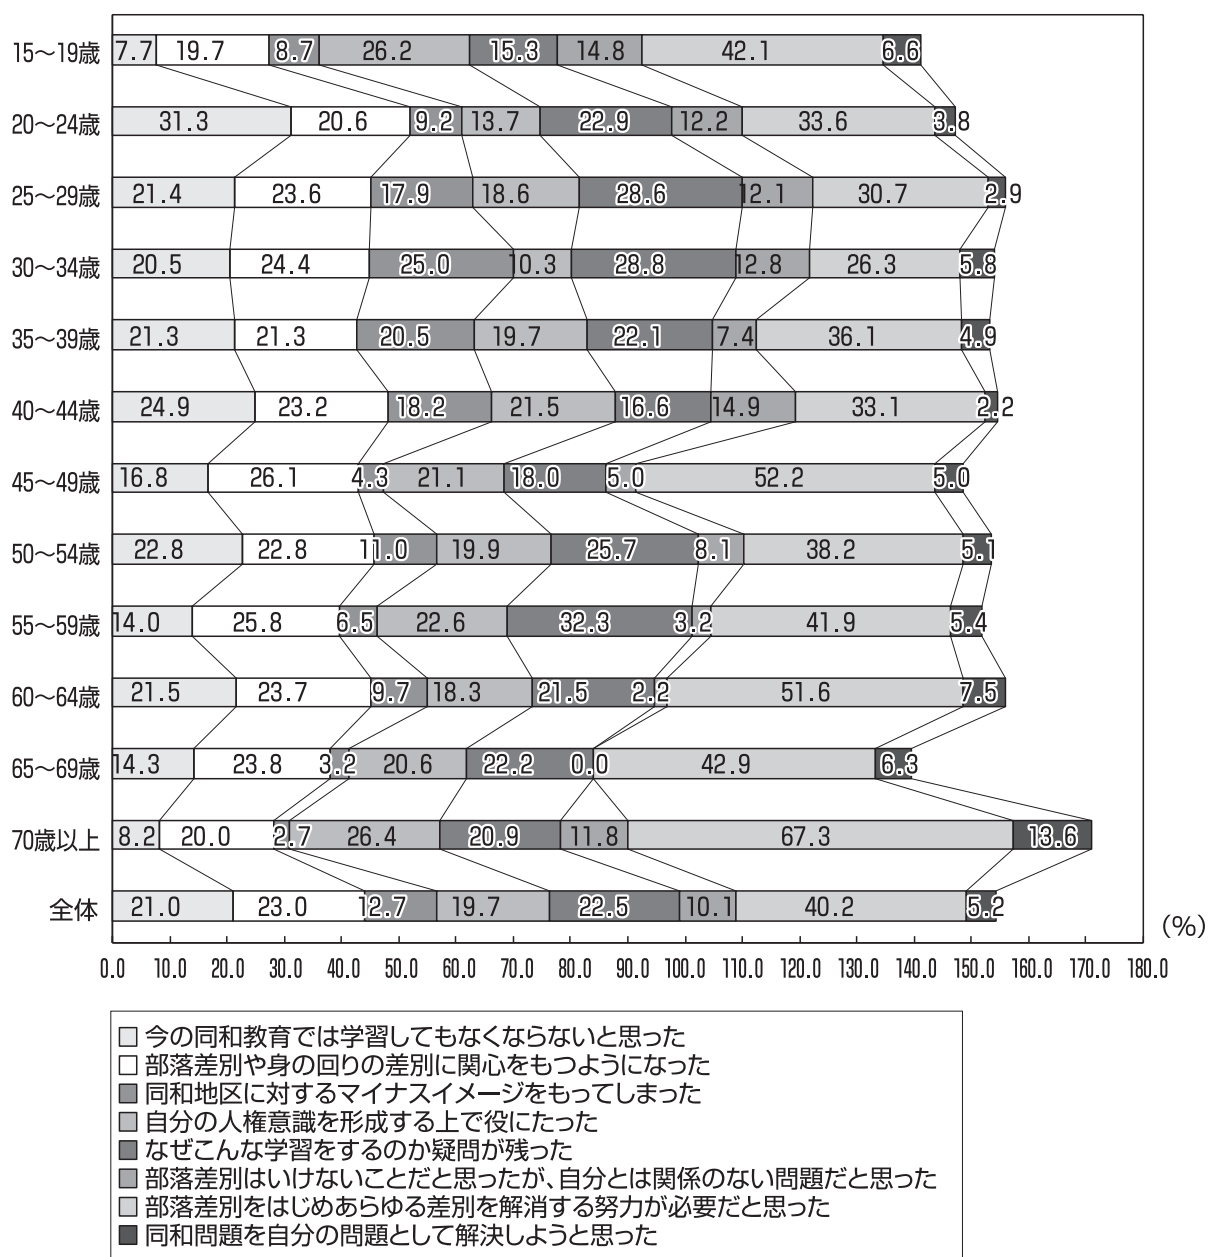 15〜19歳 7.7 19.7 8.7 26.2 15.3 14.8 42.1 6.6
20〜24歳 31.3 20.6 9.2 13.7 22.9 12.2 33.6 3.8
25〜29歳 21.4 23.6 17.9 18.6 28.6 12.1 30.7 2.9
30〜34歳 20.5 24.4 25.0 10.3 28.8 12.8 26.3 5.8
35〜39歳 21.3 21.3 20.5 19.7 22.1 7.4 36.1 4.9
40〜44歳 24.9 23.2 18.2 21.5 16.6 14.9 33.1 2.2
45〜49歳 16.8 26.1 4.3 21.1 18.0 5.0 52.2 5.0
50〜54歳 22.8 22.8 11.0 19.9 25.7 8.1 38.2 5.1
55〜59歳 14.0 25.8 6.5 22.6 32.3 3.2 41.9 5.4
60〜64歳 21.5 23.7 9.7 18.3 21.5 2.2 51.6 7.5
65〜69歳 14.3 23.8 3.2 20.6 22.2 0.0 42.9 6.3
70歳以上 8.2 20.0 2.7 26.4 20.9 11.8 67.3 13.6
全体 21.0 23.0 12.7 19.7 22.5 10.1 40.2 5.2
(%)
0.0 10.0 20.0 30.0 40.0 50.0 60.0 70.0 80.0 90.0 100.0 110.0 120.0 130.0 140.0 150.0 160.0 170.0 180.0
今の同和教育では学習してもなくならないと思った
部落差別や身の回りの差別に関心をもつようになった
同和地区に対するマイナスイメージをもってしまった
自分の人権意識を形成する上で役にたった
なぜこんな学習をするのか疑問が残った
部落差別はいけないことだと思ったが、自分とは関係のない問題だと思った
部落差別をはじめあらゆる差別を解消する努力が必要だと思った
同和問題を自分の問題として解決しようと思った